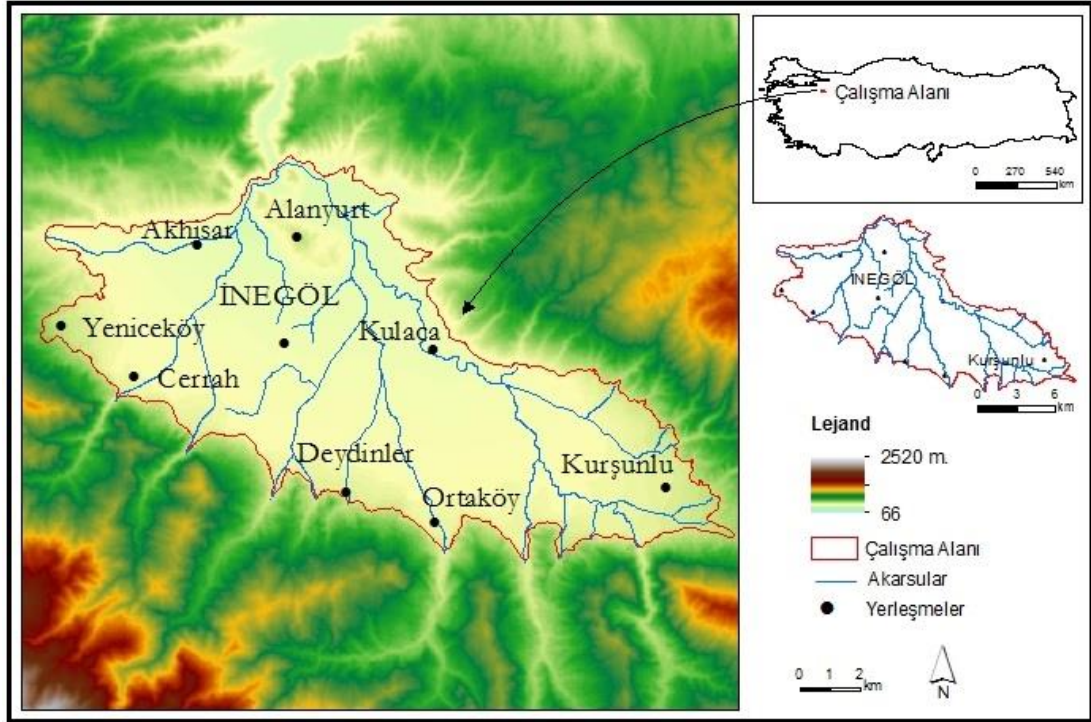 Alanyurt
Akhisar
İNEGÖL
Yeniceköy
Kulaca
Cerrah
Deydinler
Kurşunlu
Ortaköy
Çalışma Alanı
0 270 540
km
İNEGÖL
Kurşunlu
0 3 6
km
Lejand
2520 m.
66
Çalışma Alanı
Akarsular
Yerleşmeler
0 1 2
km
N